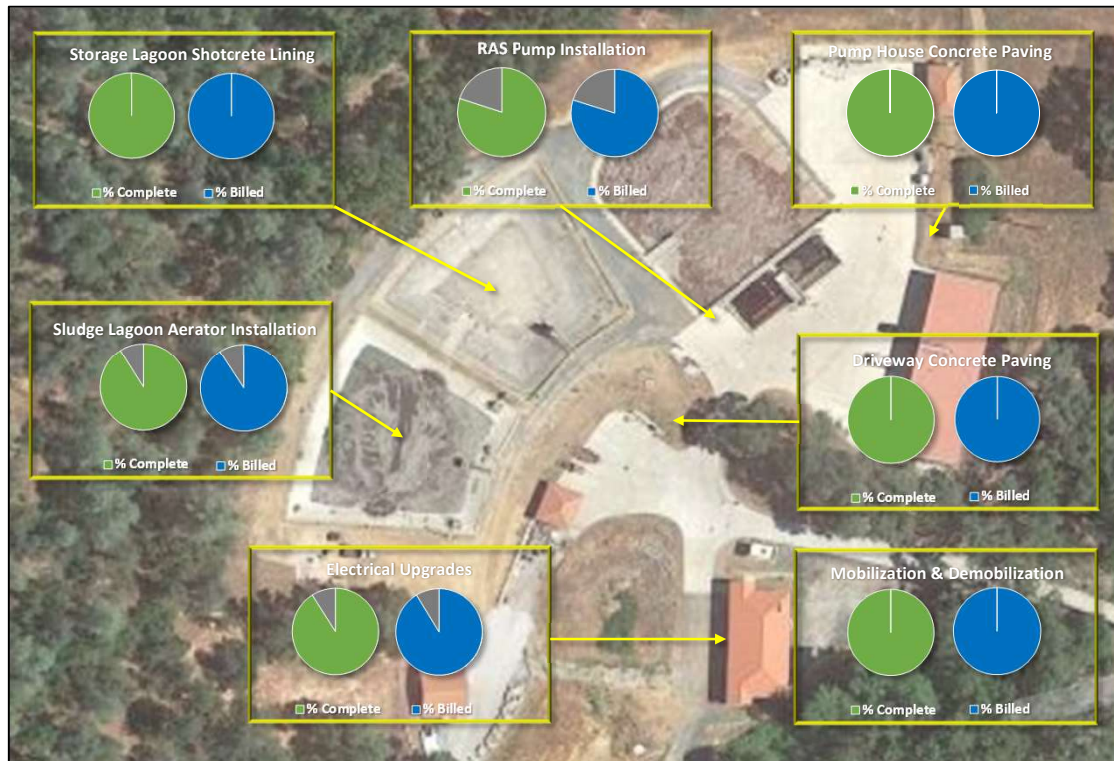 Storage Lagoon Shotcrete Lining
% Complete
% Billed
RAS Pump Installation
% Complete
% Billed
Pump House Concrete Paving
% Complete
% Billed
Sludge Lagoon Aerator Installation
% Complete
% Billed
Driveway Concrete Paving
% Complete
% Billed
Electrical Upgrades
% Complete
% Billed
Mobilization & Demobilization
% Complete
% Billed